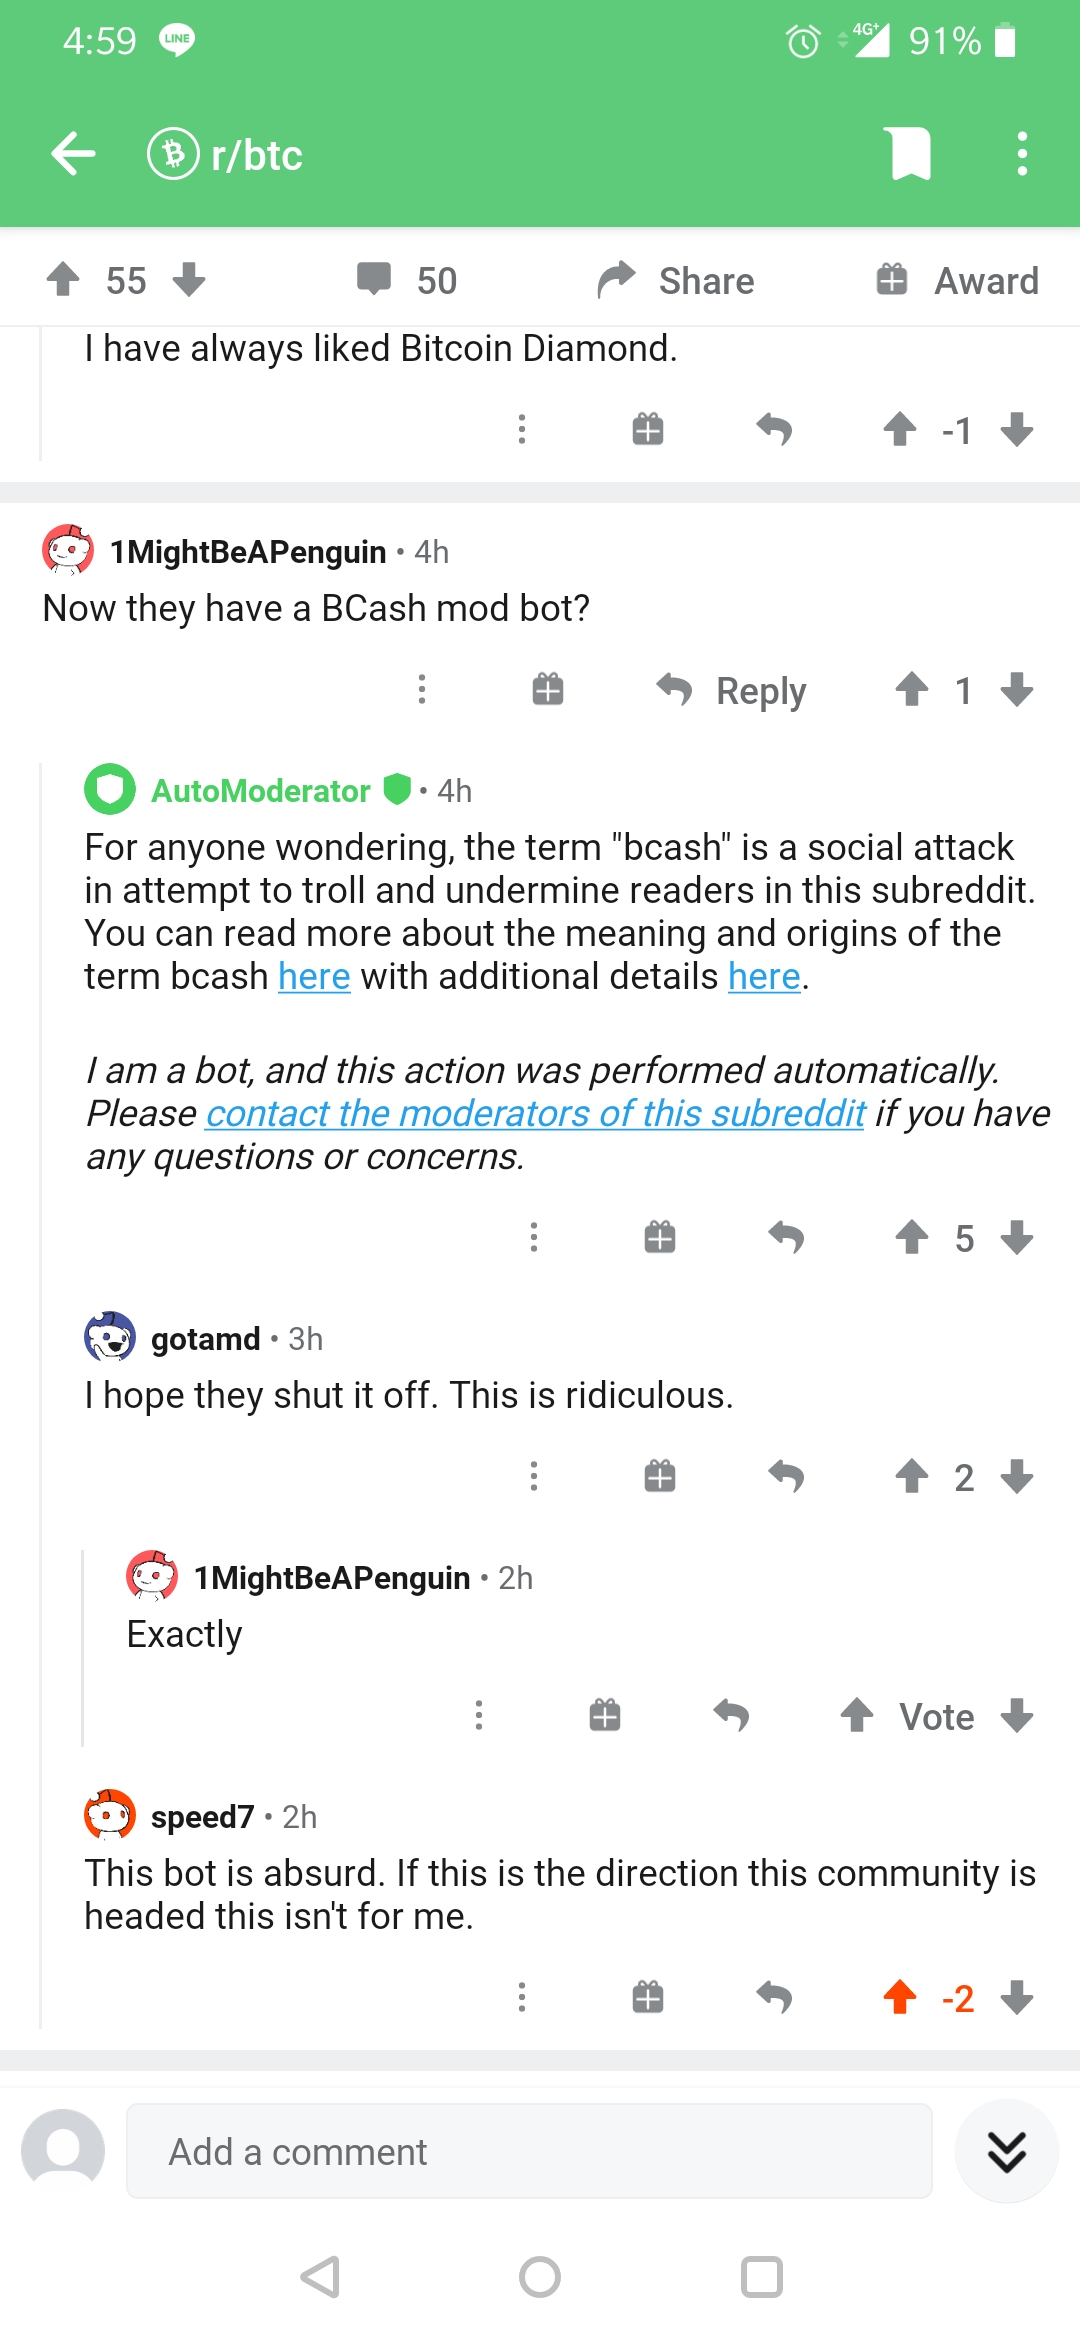 4:59 LINE 4G+ 91%
r/btc
55 50 Share Award
I have always liked Bitcoin Diamond.
-1
1MightBeAPenguin • 4h
Now they have a BCash mod bot?
Reply 1
AutoModerator • 4h
For anyone wondering, the term "bcash" is a social attack
in attempt to troll and undermine readers in this subreddit.
You can read more about the meaning and origins of the
term bcash here with additional details here.
I am a bot, and this action was performed automatically.
Please contact the moderators of this subreddit if you have
any questions or concerns.
5
gotamd • 3h
I hope they shut it off. This is ridiculous.
2
1MightBeAPenguin • 2h
Exactly
Vote
speed7 • 2h
This bot is absurd. If this is the direction this community is
headed this isn't for me.
-2
Add a comment